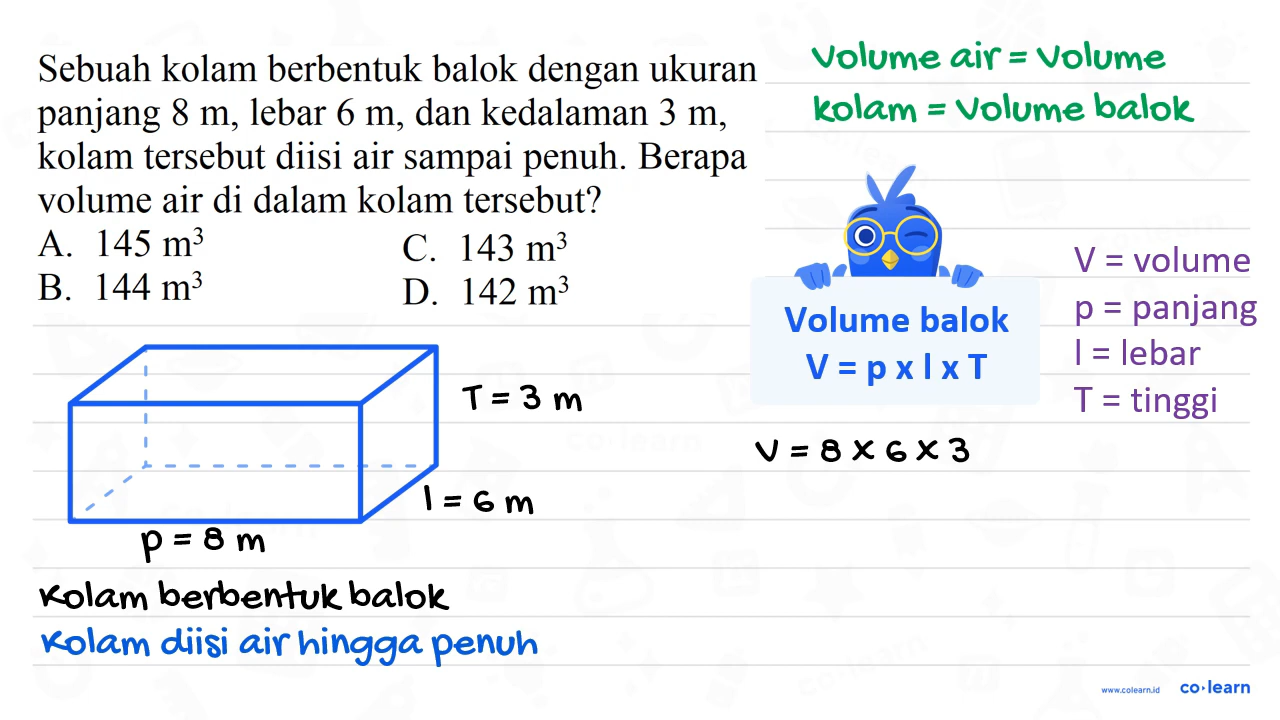 Sebuah kolam berbentuk balok dengan ukuran
panjang 8 m, lebar 6 m, dan kedalaman 3 m,
kolam tersebut diisi air sampai penuh. Berapa
volume air di dalam kolam tersebut?
A. 145 m³
C. 143 m³
B. 144 m³
D. 142 m³
T = 3 m
l = 6 m
p = 8 m
Kolam berbentuk balok
Kolam diisi air hingga penuh
Volume air = Volume
kolam = Volume balok
Volume balok
V = p x l x T
V = volume
p = panjang
l = lebar
T = tinggi
V = 8 x 6 x 3
www.colearn.id
co learn